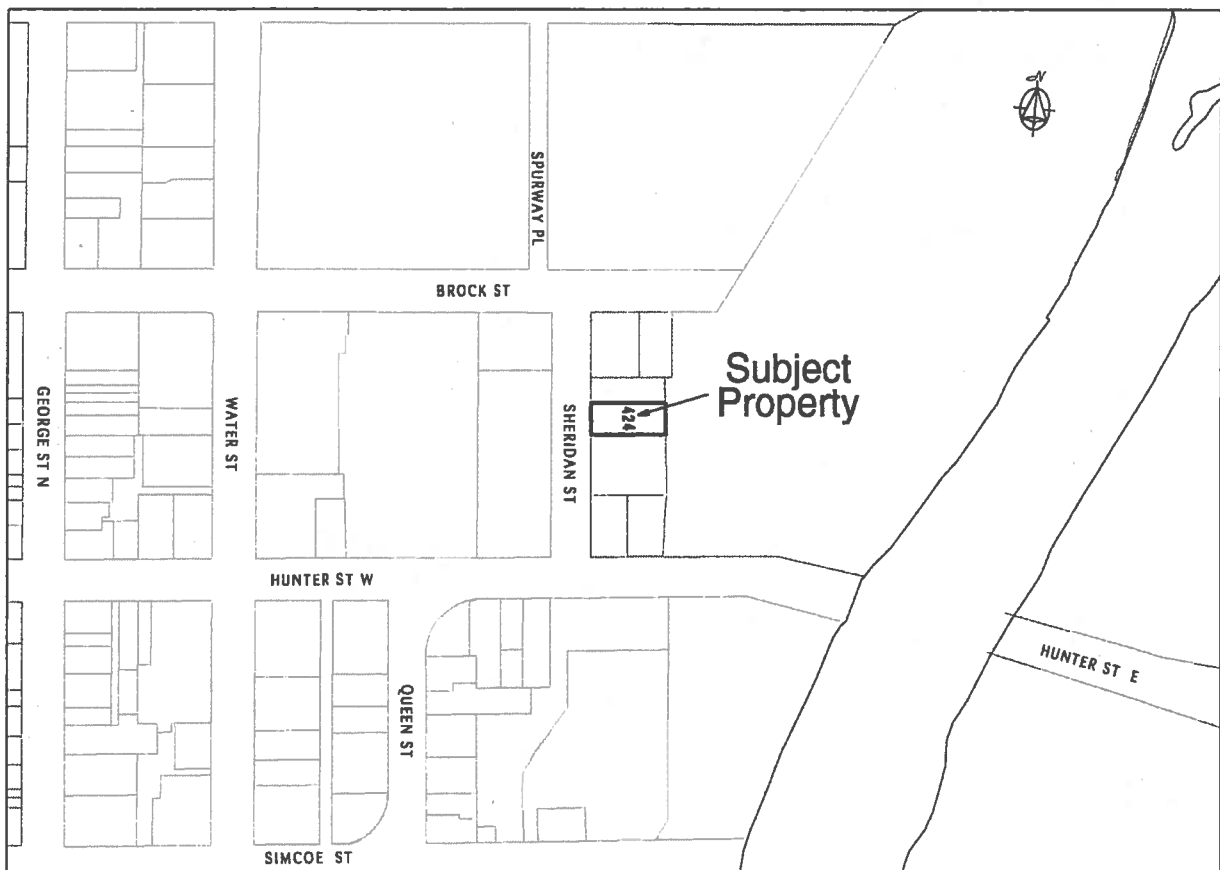 N
SPURWAY PL
BROCK ST
Subject
Property
424
GEORGE ST N
WATER ST
SHERIDAN ST
HUNTER ST W
HUNTER ST E
QUEEN ST
SIMCOE ST